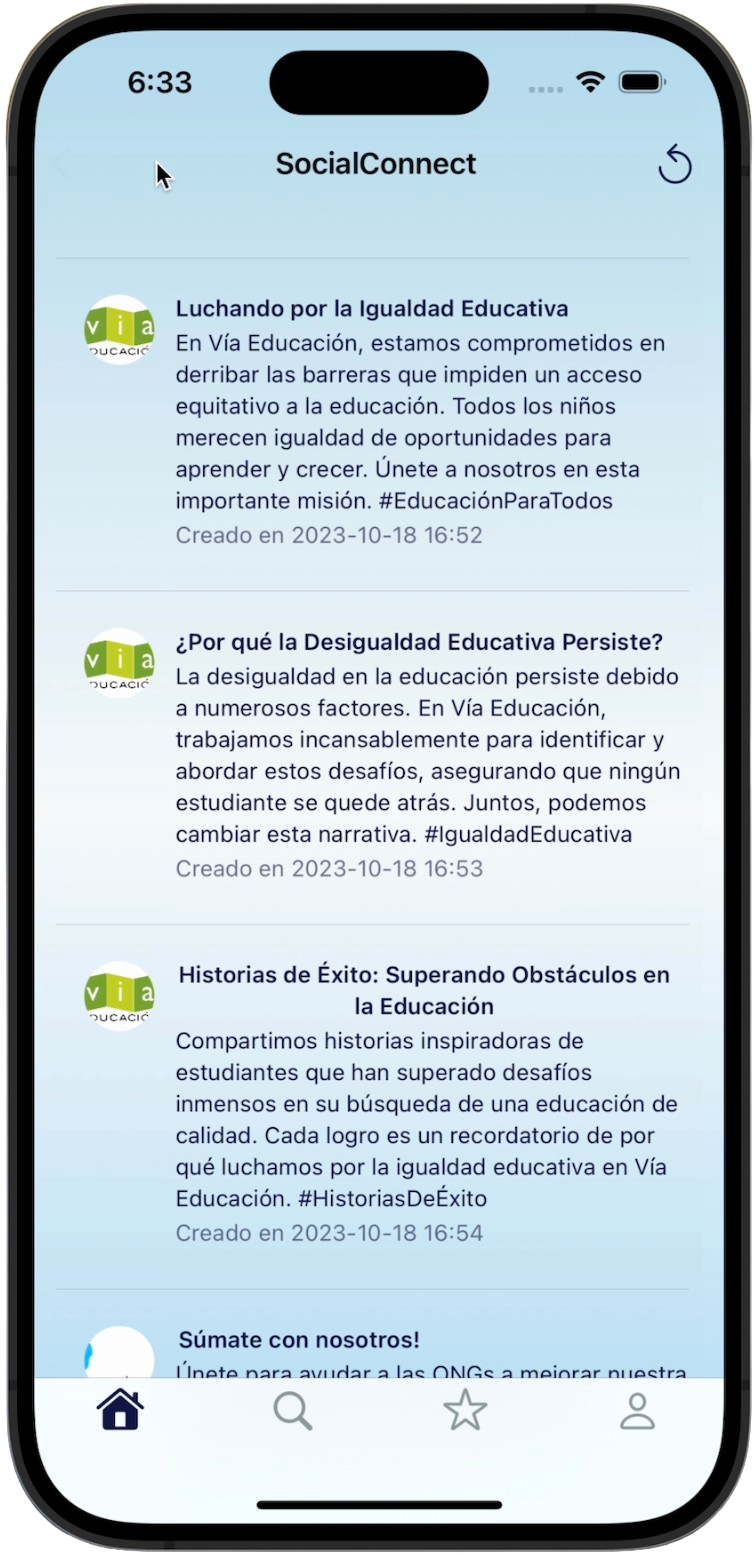 6:33
SocialConnect
Luchando por la Igualdad Educativa
via
DUCACIÓ
En Vía Educación, estamos comprometidos en
derribar las barreras que impiden un acceso
equitativo a la educación. Todos los niños
merecen igualdad de oportunidades para
aprender y crecer. Únete a nosotros en esta
importante misión. #EducaciónParaTodos
Creado en 2023-10-18 16:52
¿Por qué la Desigualdad Educativa Persiste?
via
DUCACIÓ
La desigualdad en la educación persiste debido
a numerosos factores. En Vía Educación,
trabajamos incansablemente para identificar y
abordar estos desafíos, asegurando que ningún
estudiante se quede atrás. Juntos, podemos
cambiar esta narrativa. #IgualdadEducativa
Creado en 2023-10-18 16:53
Historias de Éxito: Superando Obstáculos en
la Educación
via
DUCACIÓ
Compartimos historias inspiradoras de
estudiantes que han superado desafíos
inmensos en su búsqueda de una educación de
calidad. Cada logro es un recordatorio de por
qué luchamos por la igualdad educativa en Vía
Educación. #HistoriasDeÉxito
Creado en 2023-10-18 16:54
Súmate con nosotros!
Únete para ayudar a las ONGs a mejorar nuestra